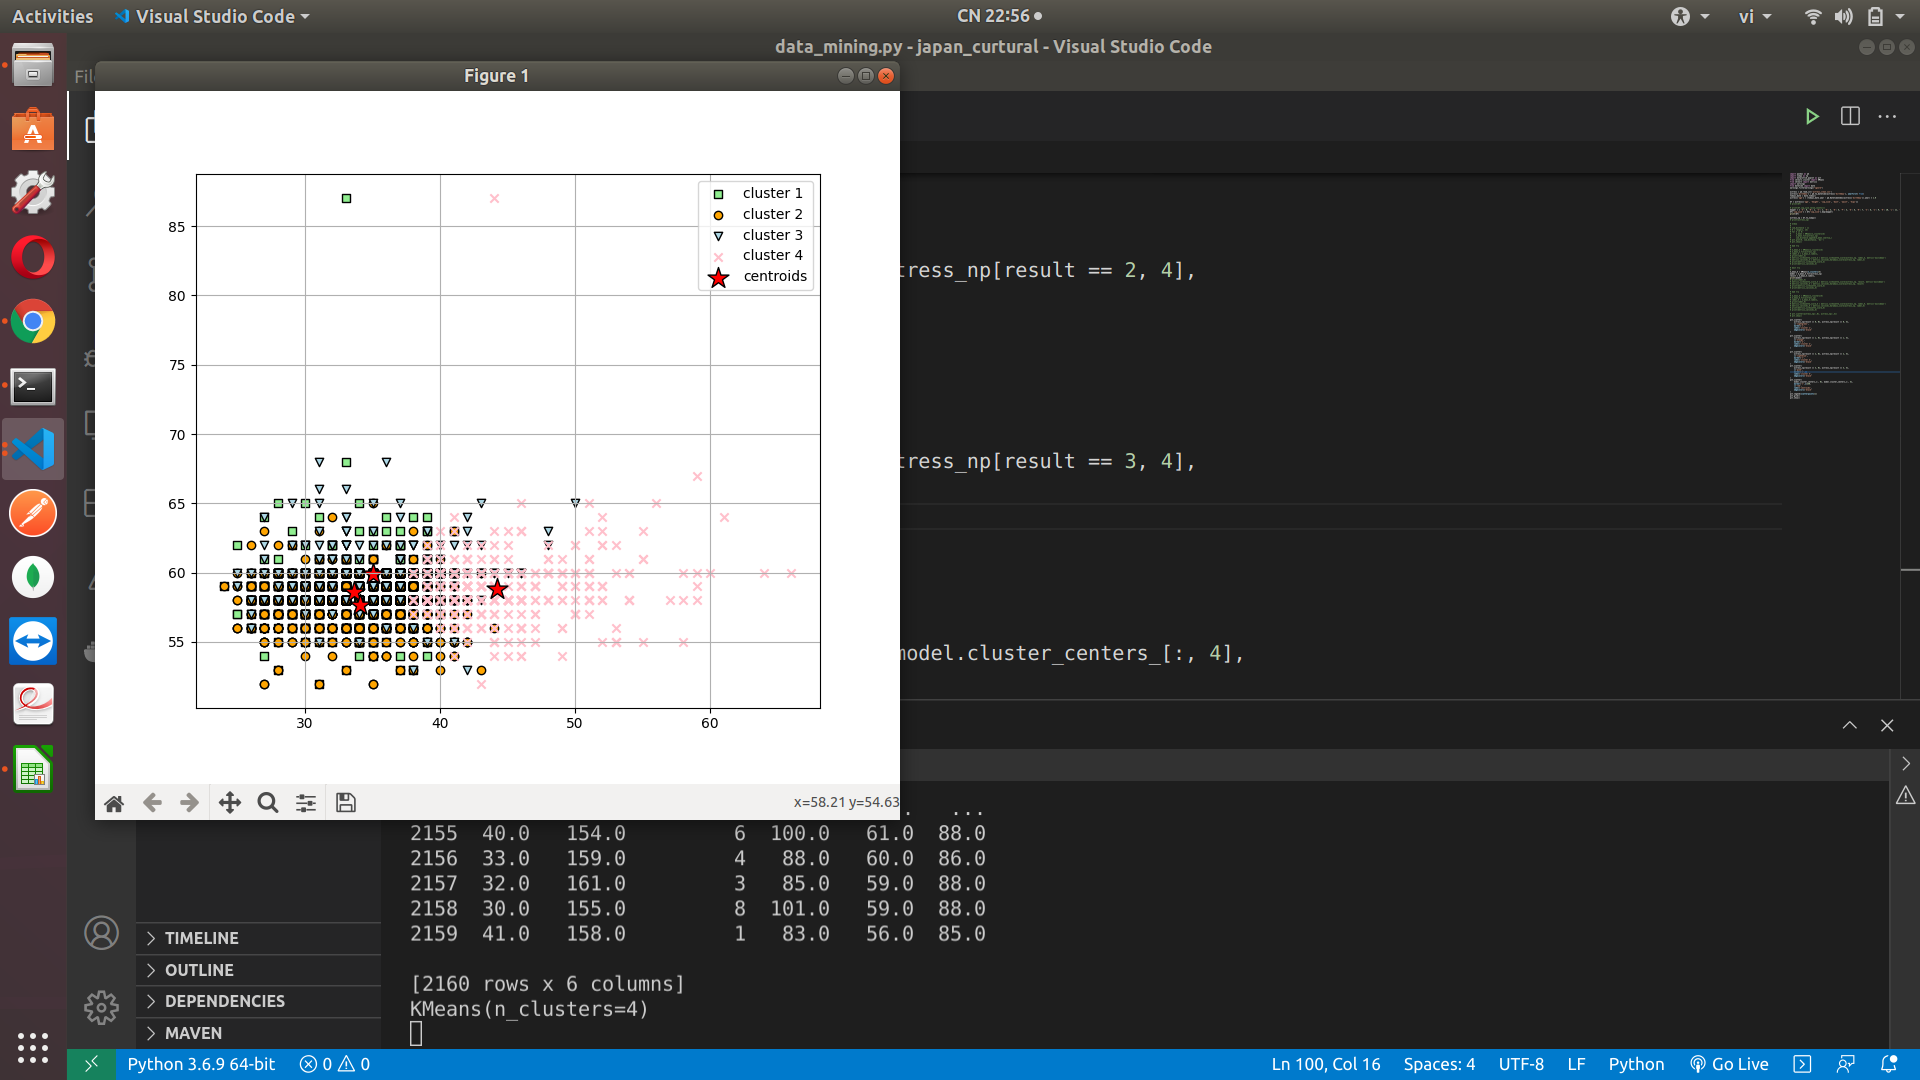 Activities
Visual Studio Code
CN 22:56
vi
data_mining.py - japan_curtural - Visual Studio Code
Figure 1
cluster 1
cluster 2
cluster 3
cluster 4
centroids
85
80
75
70
65
60
55
30 40 50 60
x=58.21 y=54.63
tress_np[result == 2, 4],
tress_np[result == 3, 4],
model.cluster_centers_[:, 4],
2155 40.0 154.0 6 100.0 61.0 88.0
2156 33.0 159.0 4 88.0 60.0 86.0
2157 32.0 161.0 3 85.0 59.0 88.0
2158 30.0 155.0 8 101.0 59.0 88.0
2159 41.0 158.0 1 83.0 56.0 85.0
[2160 rows x 6 columns]
KMeans(n_clusters=4)
TIMELINE
OUTLINE
DEPENDENCIES
MAVEN
Python 3.6.9 64-bit 0 0
Ln 100, Col 16 Spaces: 4 UTF-8 LF Python Go Live